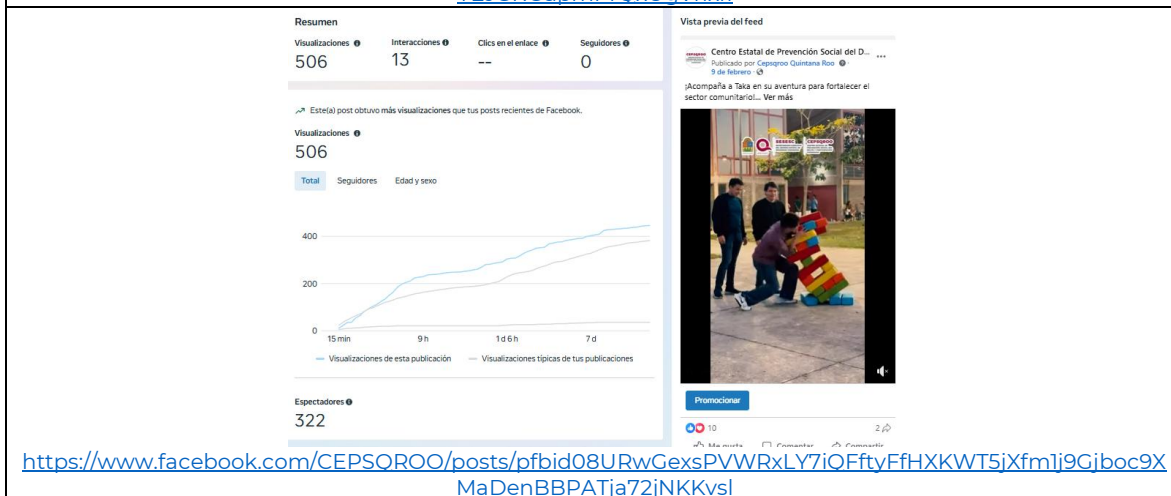 Resumen
Visualizaciones
506
Interacciones
13
Clics en el enlace
--
Seguidores
0
Este(a) post obtuvo más visualizaciones que tus posts recientes de Facebook.
Visualizaciones
506
Total Seguidores Edad y sexo
400
200
0
15 min 9 h 1 d 6 h 7 d
Visualizaciones de esta publicación Visualizaciones típicas de tus publicaciones
Espectadores
322
Vista previa del feed
Centro Estatal de Prevención Social del D...
Publicado por Cepsqroo Quintana Roo
9 de febrero
¡Acompaña a Taka en su aventura para fortalecer el
sector comunitario!... Ver más
SESESC CEPSQROO
Promocionar
10 2
Me gusta Comentar Compartir
https://www.facebook.com/CEPSQROO/posts/pfbid08URwGexsPVWRxLY7iQFftyFfHXKWT5jXfm1j9Gjboc9X
MaDenBBPATja72jNKKvsl